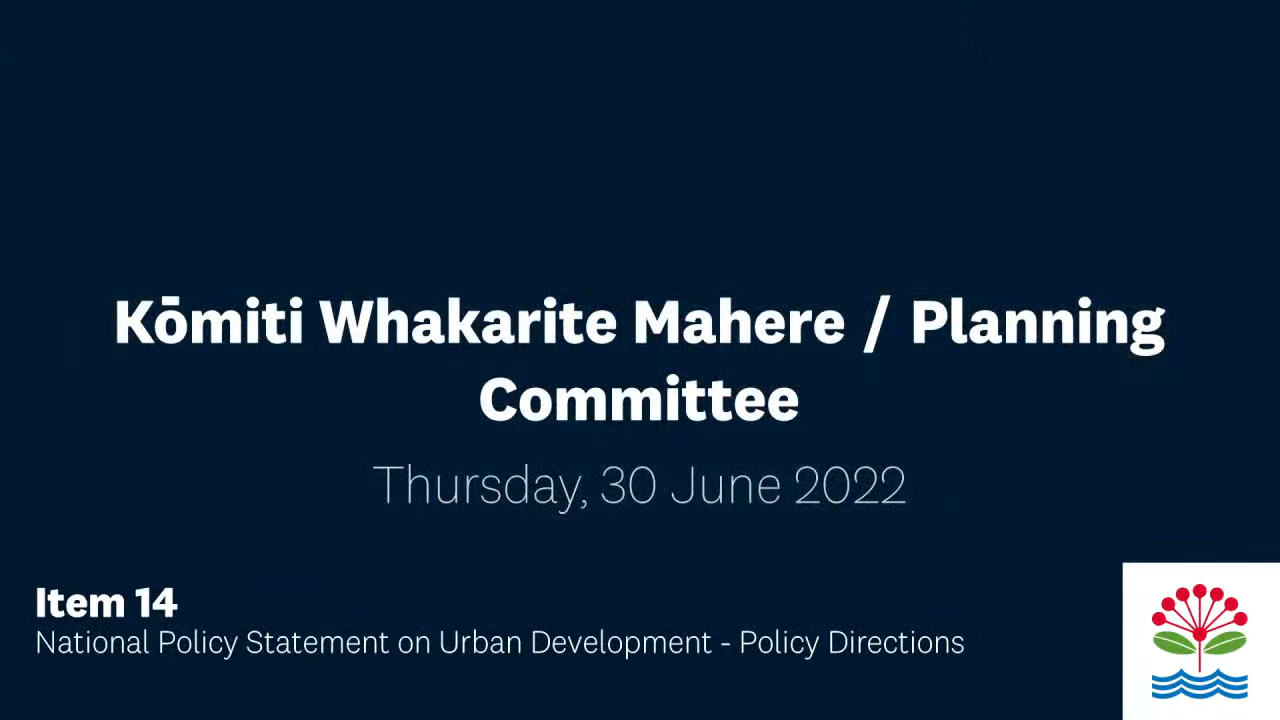 Kōmiti Whakarite Mahere / Planning
Committee
Thursday, 30 June 2022
Item 14
National Policy Statement on Urban Development - Policy Directions